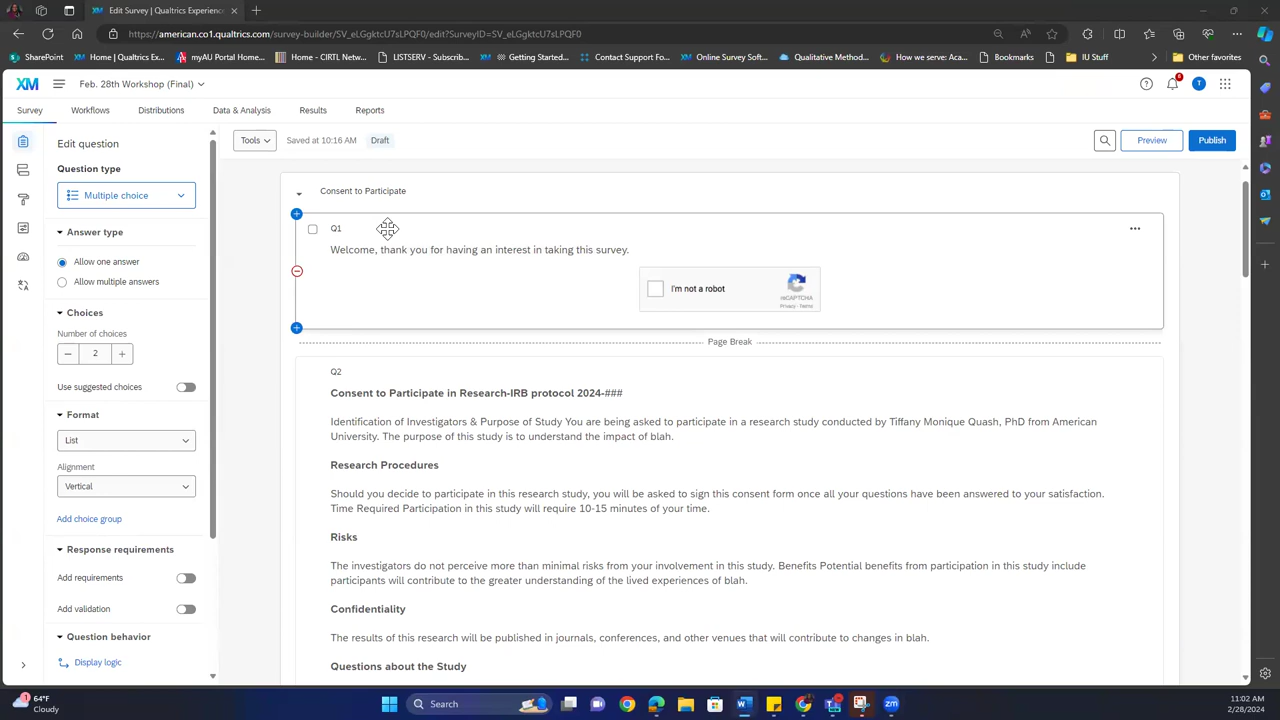 Edit Survey | Qualtrics Experience
https://american.co1.qualtrics.com/survey-builder/SV_eLGgktcU7sLPQF0/edit?SurveyID=SV_eLGgktcU7sLPQF0
SharePoint
Home | Qualtrics Ex...
myAU Portal Home...
Home - CIRTL Netw...
LISTSERV - Subscrib...
Getting Started...
Contact Support Fo...
Online Survey Soft...
Qualitative Method...
How we serve: Aca...
Bookmarks
IU Stuff
Other favorites
XM
Feb. 28th Workshop (Final)
6
T
Survey
Workflows
Distributions
Data & Analysis
Results
Reports
Edit question
Question type
Multiple choice
Answer type
Allow one answer
Allow multiple answers
Choices
Number of choices
2
Use suggested choices
Format
List
Alignment
Vertical
Add choice group
Response requirements
Add requirements
Add validation
Question behavior
Display logic
Tools
Saved at 10:16 AM
Draft
Preview
Publish
Consent to Participate
Q1
Welcome, thank you for having an interest in taking this survey.
I'm not a robot
reCAPTCHA
Privacy - Terms
Page Break
Q2
Consent to Participate in Research-IRB protocol 2024-###
Identification of Investigators & Purpose of Study You are being asked to participate in a research study conducted by Tiffany Monique Quash, PhD from American
University. The purpose of this study is to understand the impact of blah.
Research Procedures
Should you decide to participate in this research study, you will be asked to sign this consent form once all your questions have been answered to your satisfaction.
Time Required Participation in this study will require 10-15 minutes of your time.
Risks
The investigators do not perceive more than minimal risks from your involvement in this study. Benefits Potential benefits from participation in this study include
participants will contribute to the greater understanding of the lived experiences of blah.
Confidentiality
The results of this research will be published in journals, conferences, and other venues that will contribute to changes in blah.
Questions about the Study
64°F
Cloudy
Search
11:02 AM
2/28/2024